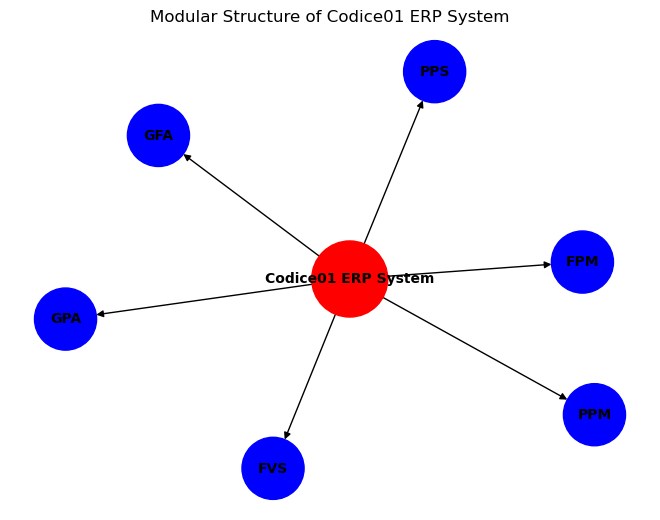 Modular Structure of Codice01 ERP System
PPS
GFA
FPM
Codice01 ERP System
GPA
PPM
FVS